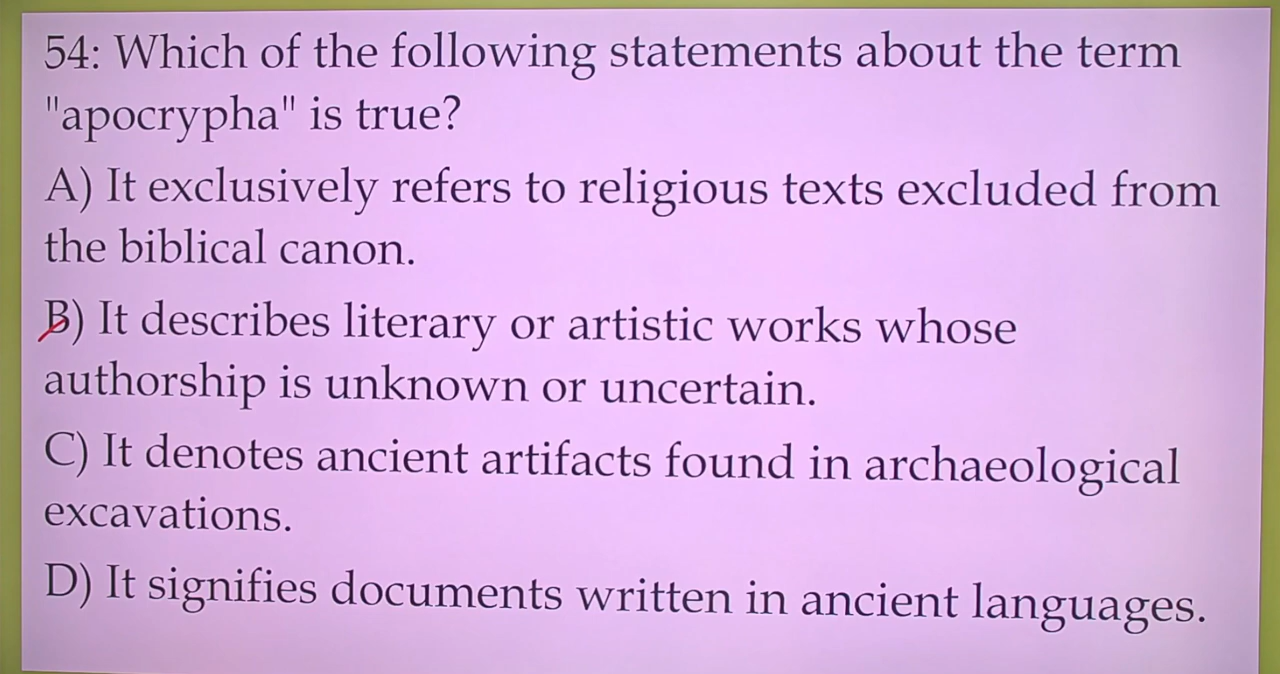 54: Which of the following statements about the term
"apocrypha" is true?
A) It exclusively refers to religious texts excluded from
the biblical canon.
B) It describes literary or artistic works whose
authorship is unknown or uncertain.
C) It denotes ancient artifacts found in archaeological
excavations.
D) It signifies documents written in ancient languages.